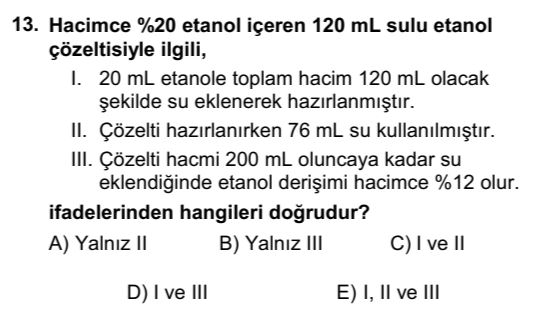 13. Hacimce %20 etanol içeren 120 mL sulu etanol
çözeltisiyle ilgili,
I. 20 mL etanole toplam hacim 120 mL olacak
şekilde su eklenerek hazırlanmıştır.
II. Çözelti hazırlanırken 76 mL su kullanılmıştır.
III. Çözelti hacmi 200 mL oluncaya kadar su
eklendiğinde etanol derişimi hacimce %12 olur.
ifadelerinden hangileri doğrudur?
A) Yalnız II B) Yalnız III C) I ve II
D) I ve III E) I, II ve III